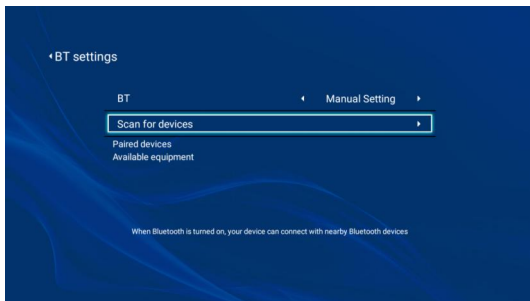 BT settings
BT Manual Setting
Scan for devices
Paired devices
Available equipment
When Bluetooth is turned on, your device can connect with nearby Bluetooth devices